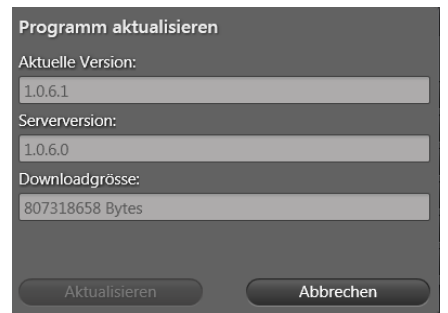 Programm aktualisieren
Aktuelle Version:
1.0.6.1
Serverversion:
1.0.6.0
Downloadgrösse:
807318658 Bytes
Aktualisieren Abbrechen